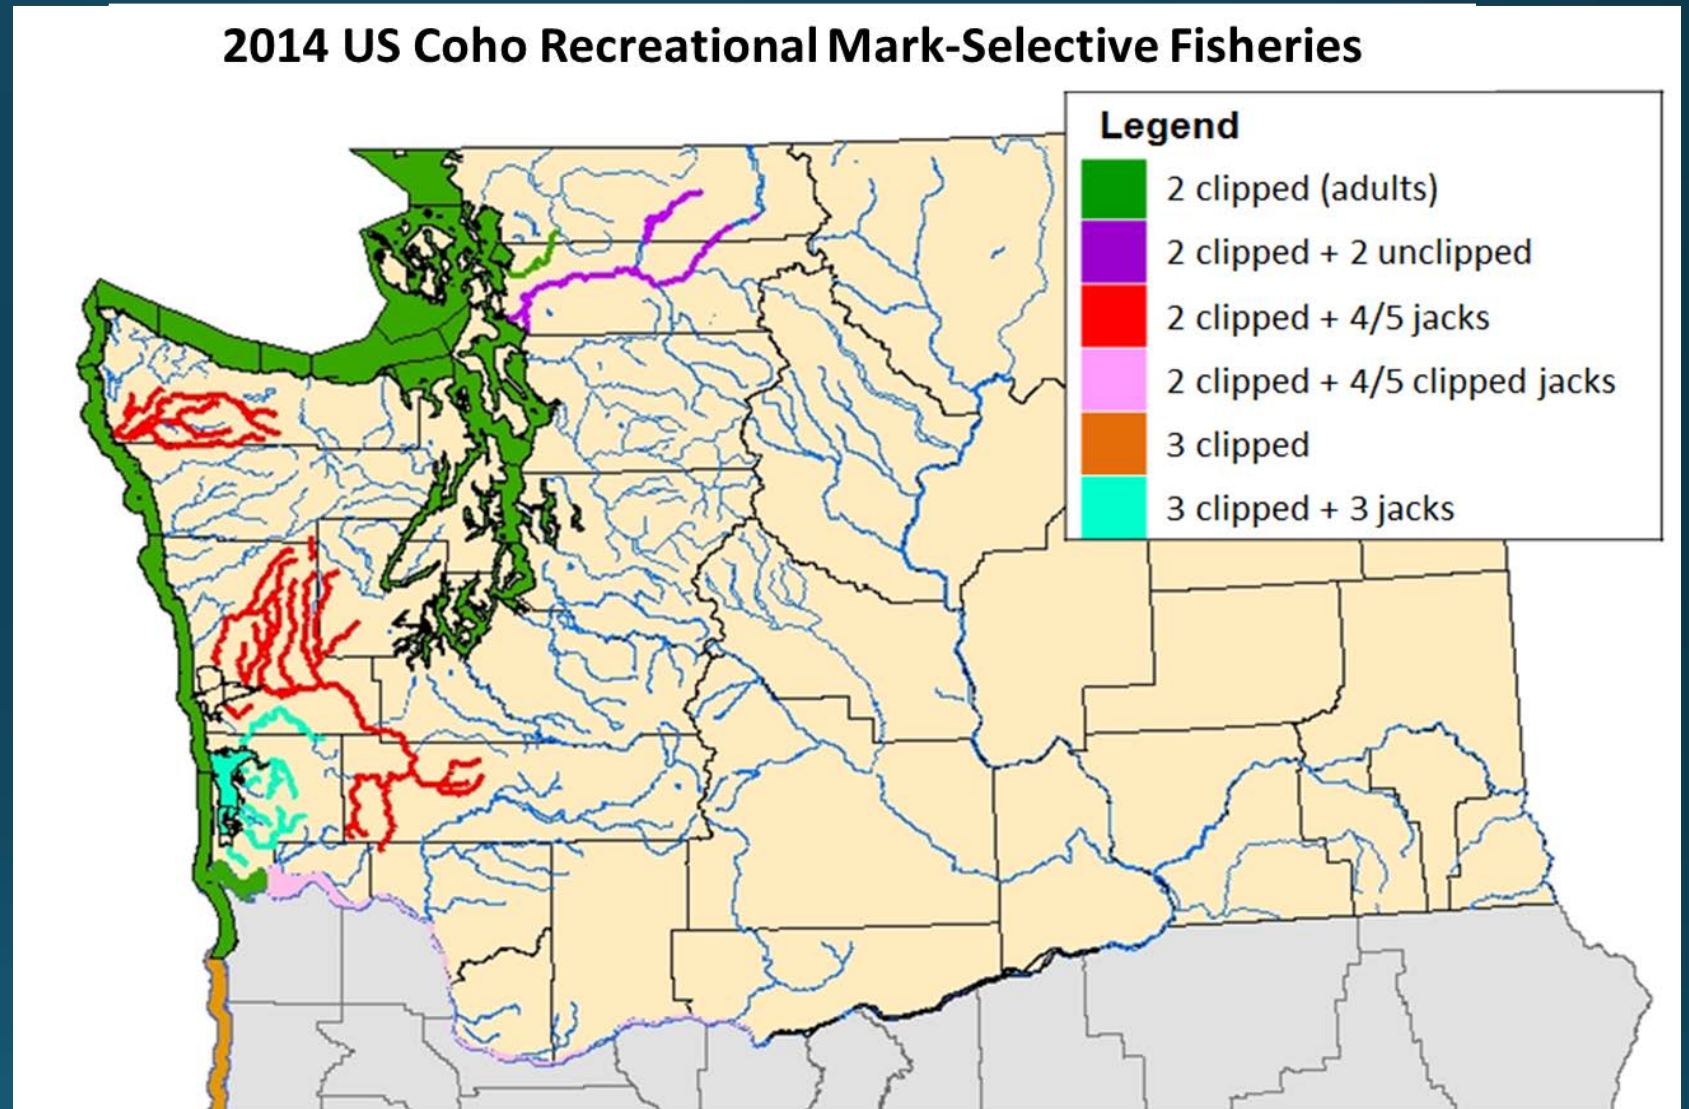 2014 US Coho Recreational Mark-Selective Fisheries
Legend
2 clipped (adults)
2 clipped + 2 unclipped
2 clipped + 4/5 jacks
2 clipped + 4/5 clipped jacks
3 clipped
3 clipped + 3 jacks